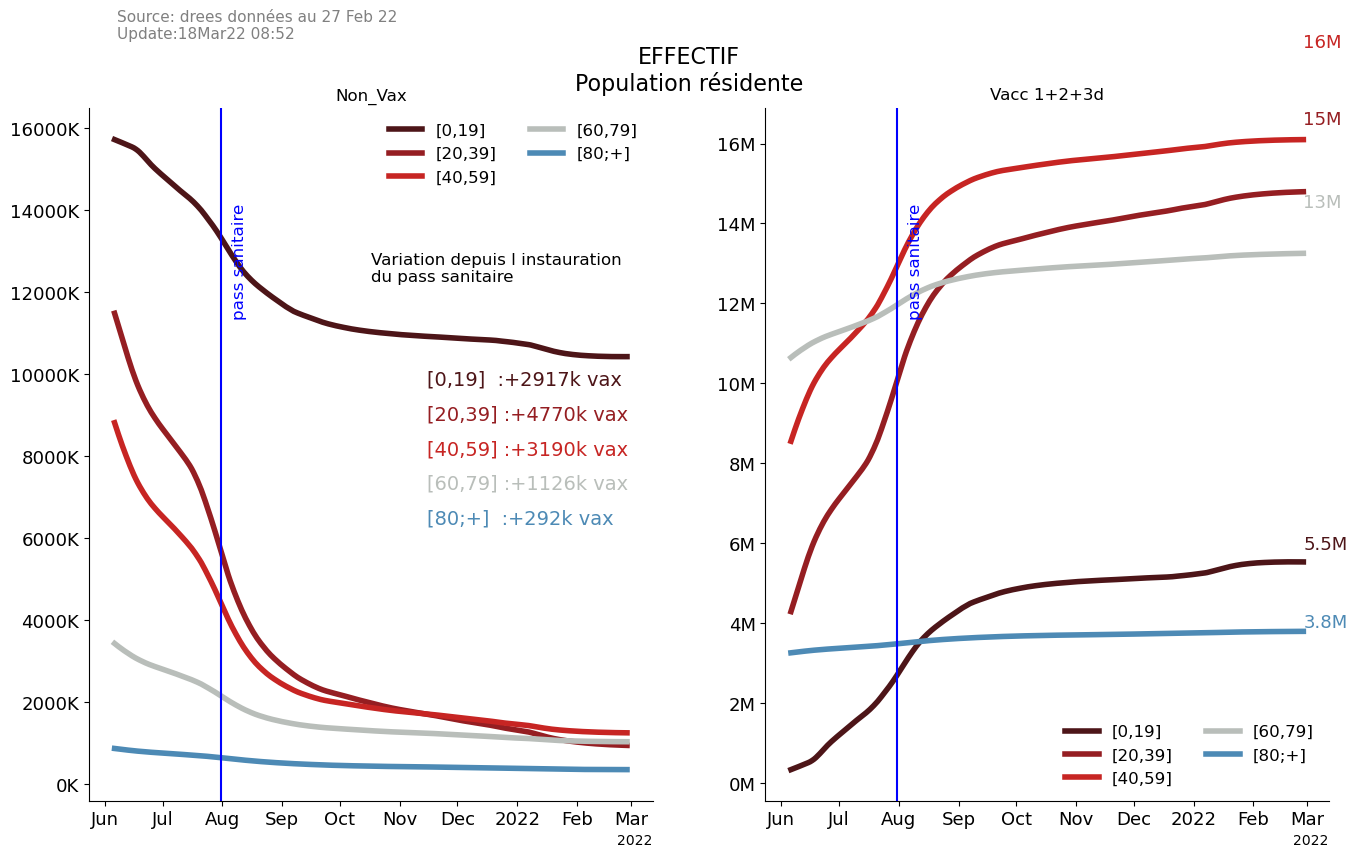 Source: drees données au 27 Feb 22
Update:18Mar22 08:52
EFFECTIF
Population résidente
Non_Vax
16000K
14000K
12000K
10000K
8000K
6000K
4000K
2000K
0K
[0,19]
[20,39]
[40,59]
[60,79]
[80;+]
pass sanitaire
Variation depuis l instauration
du pass sanitaire
[0,19] :+2917k vax
[20,39] :+4770k vax
[40,59] :+3190k vax
[60,79] :+1126k vax
[80;+] :+292k vax
Jun Jul Aug Sep Oct Nov Dec 2022 Feb Mar
2022
Vacc 1+2+3d
16M
14M
12M
10M
8M
6M
4M
2M
0M
pass sanitaire
16M
15M
13M
5.5M
3.8M
[0,19]
[20,39]
[40,59]
[60,79]
[80;+]
Jun Jul Aug Sep Oct Nov Dec 2022 Feb Mar
2022